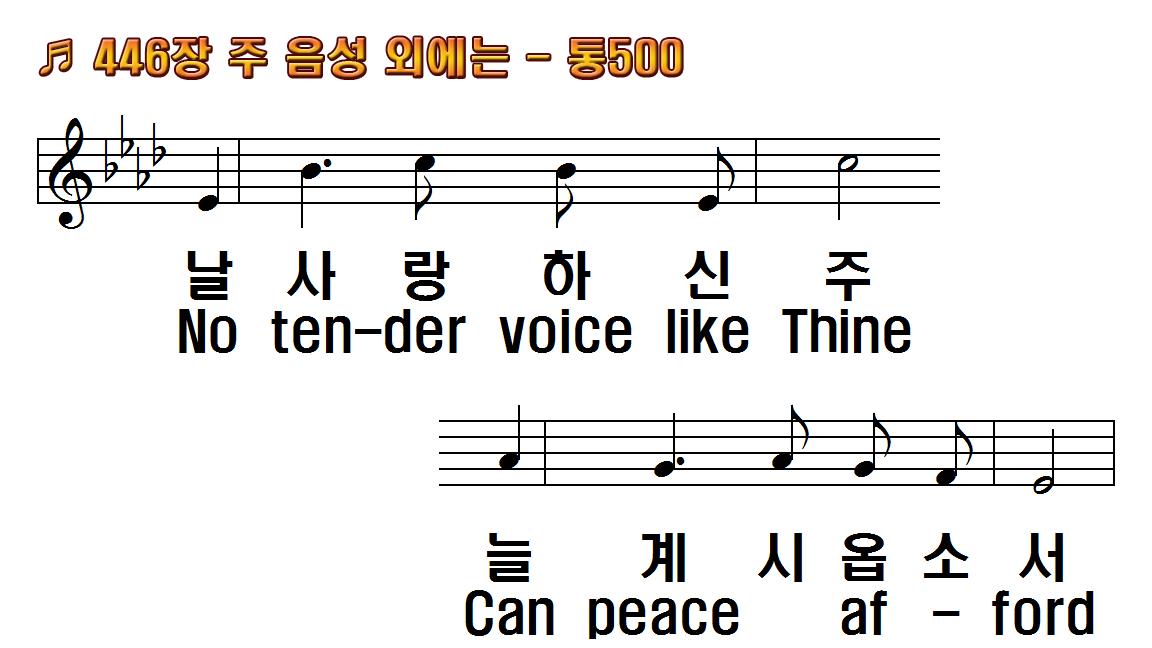 ♬ 446장 주 음성 외에는 - 통500
날 사 랑 하 신 주
No ten-der voice like Thine
늘 계 시 옵 소 서
Can peace af - ford